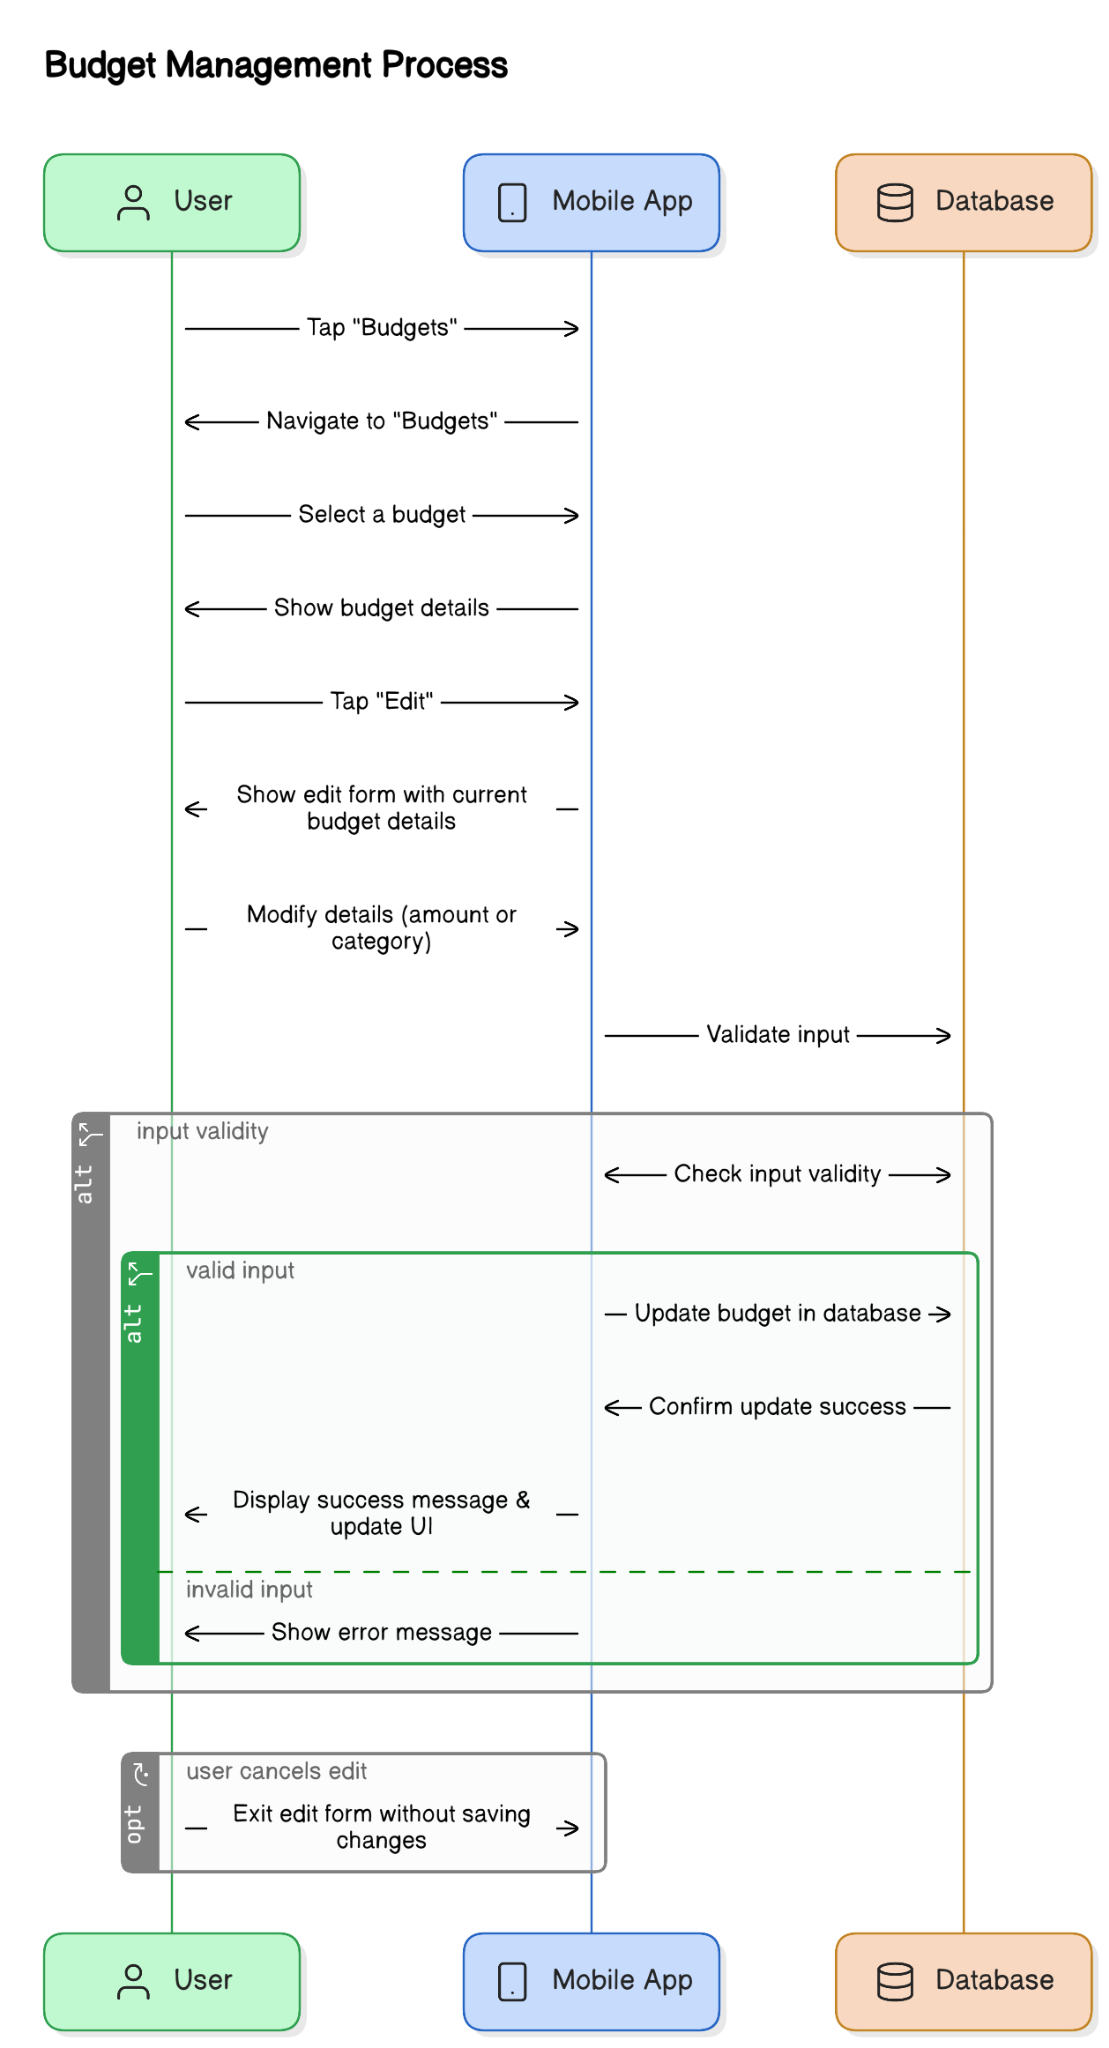 Budget Management Process
User
Mobile App
Database
Tap "Budgets"
Navigate to "Budgets"
Select a budget
Show budget details
Tap "Edit"
Show edit form with current
budget details
Modify details (amount or
category)
Validate input
alt
input validity
Check input validity
alt
valid input
Update budget in database
Confirm update success
Display success message &
update UI
invalid input
Show error message
opt
user cancels edit
Exit edit form without saving
changes
User
Mobile App
Database